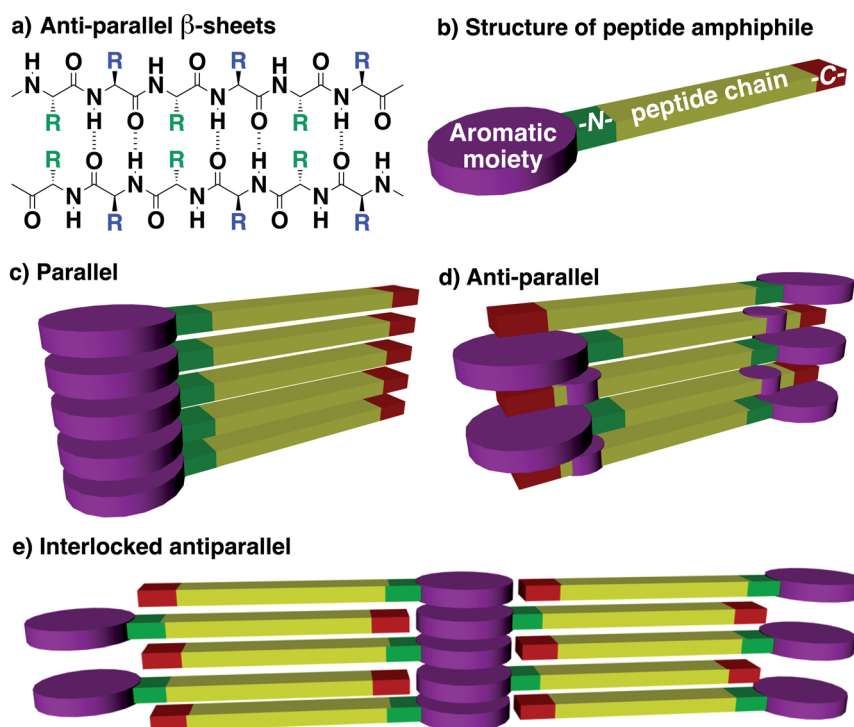 a) Anti-parallel β-sheets
H O R H O R H O R
N N N
N N N
R H O R H O R H O
R O H R O H R O H
N N N
N N N
O H R O H R O H R
b) Structure of peptide amphiphile
Aromatic
moiety
-N-
peptide chain
-C-
c) Parallel
d) Anti-parallel
e) Interlocked antiparallel